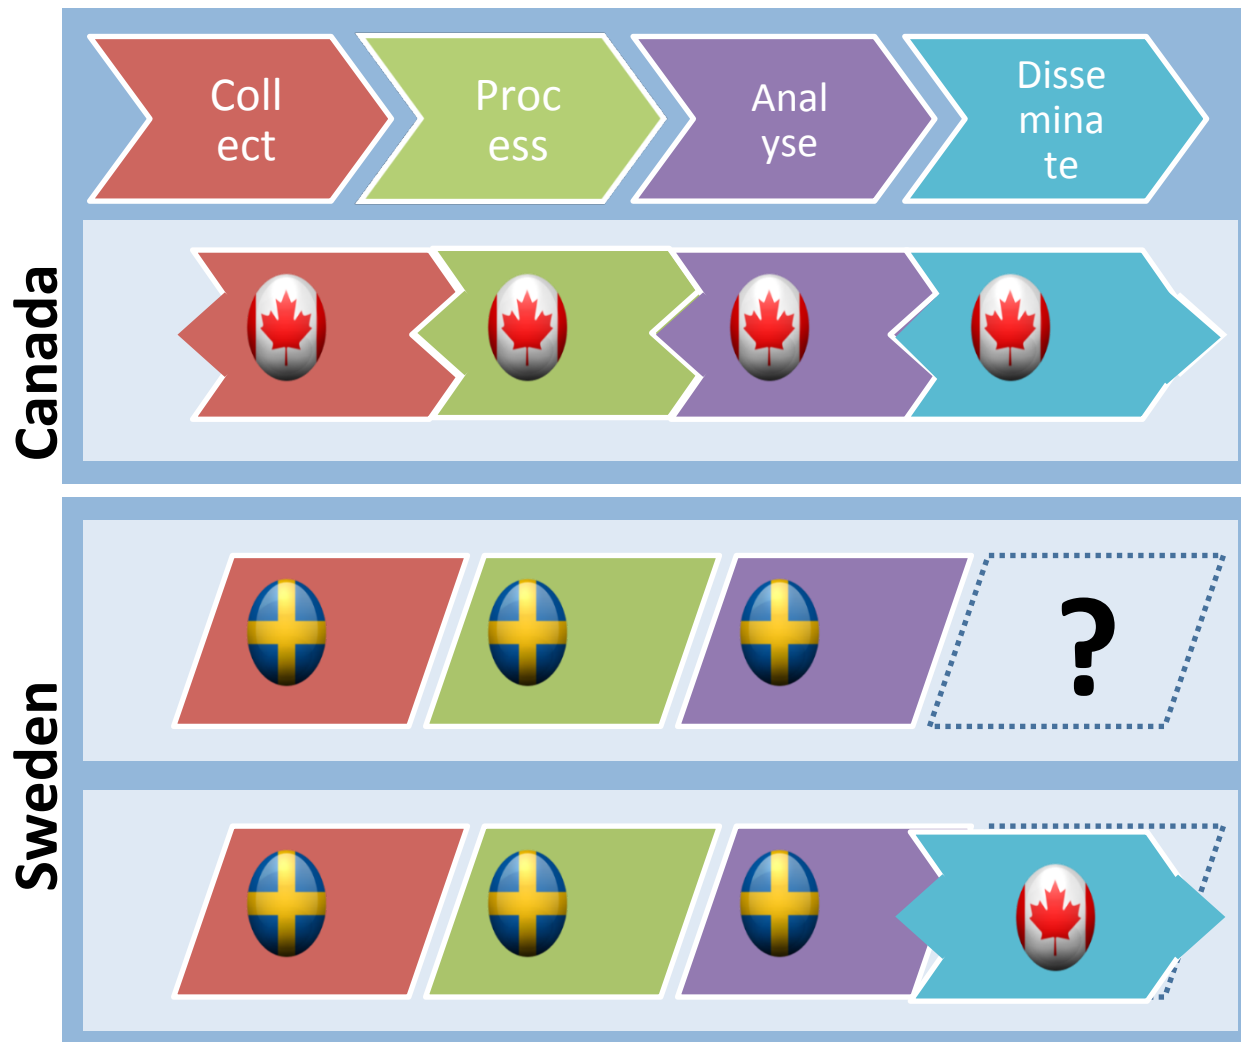 Coll
ect
Proc
ess
Anal
yse
Disse
mina
te
Canada
Sweden
?